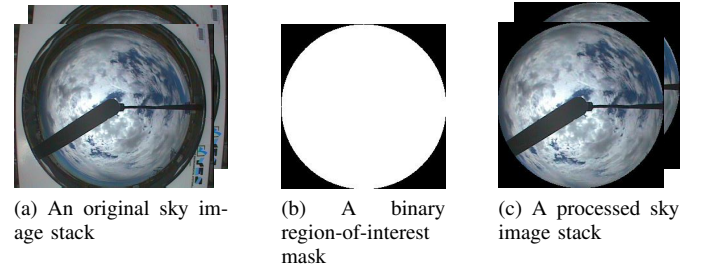 (a) An original sky im-
age stack
(b) A binary
region-of-interest
mask
(c) A processed sky
image stack